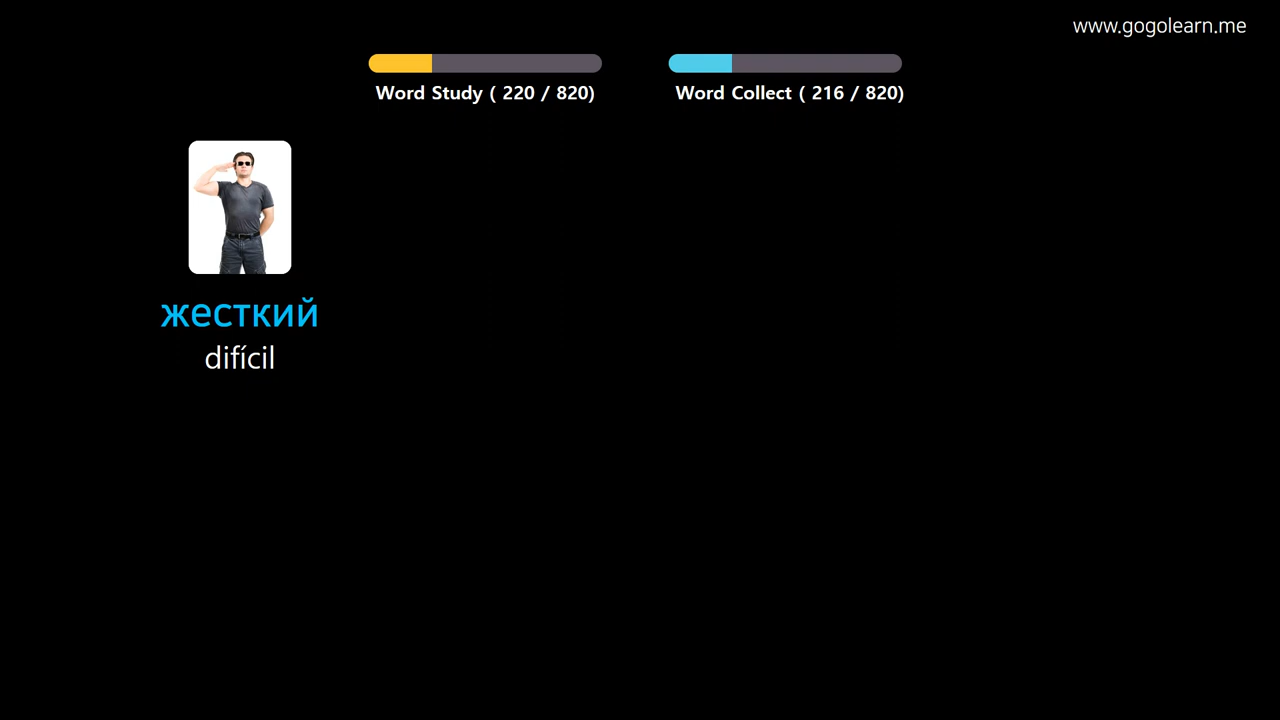 www.gogolearn.me
Word Study ( 220 / 820)
Word Collect ( 216 / 820)
жесткий
difícil